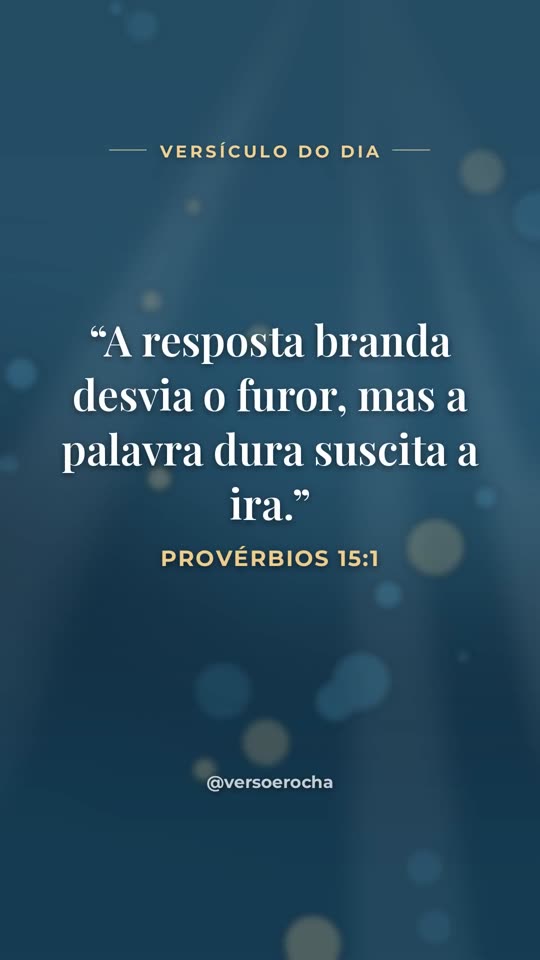 VERSÍCULO DO DIA
“A resposta branda
desvia o furor, mas a
palavra dura suscita a
ira.”
PROVÉRBIOS 15:1
@versoerocha